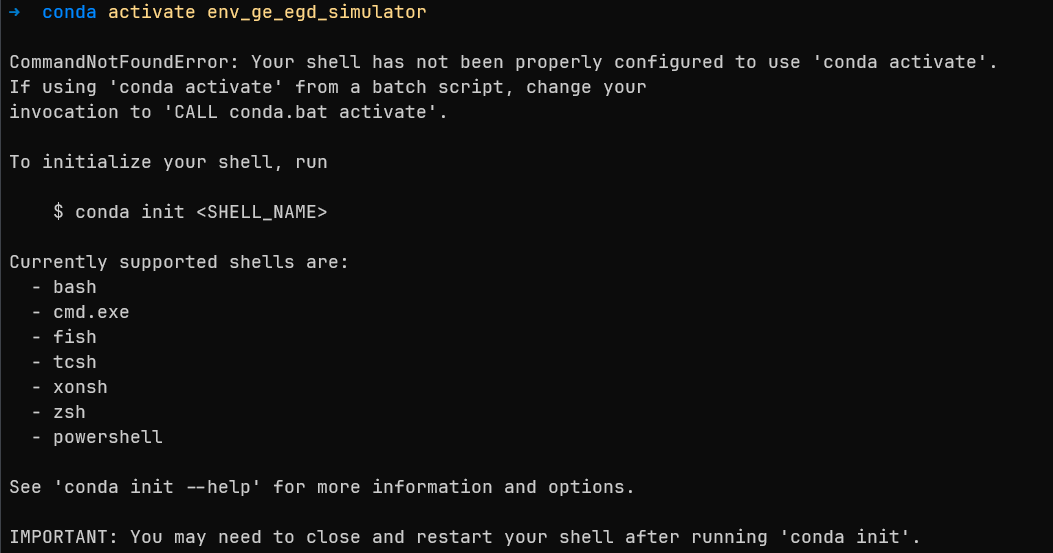 → conda activate env_ge_egd_simulator
CommandNotFoundError: Your shell has not been properly configured to use 'conda activate'.
If using 'conda activate' from a batch script, change your
invocation to 'CALL conda.bat activate'.
To initialize your shell, run
$ conda init <SHELL_NAME>
Currently supported shells are:
- bash
- cmd.exe
- fish
- tcsh
- xonsh
- zsh
- powershell
See 'conda init --help' for more information and options.
IMPORTANT: You may need to close and restart your shell after running 'conda init'.